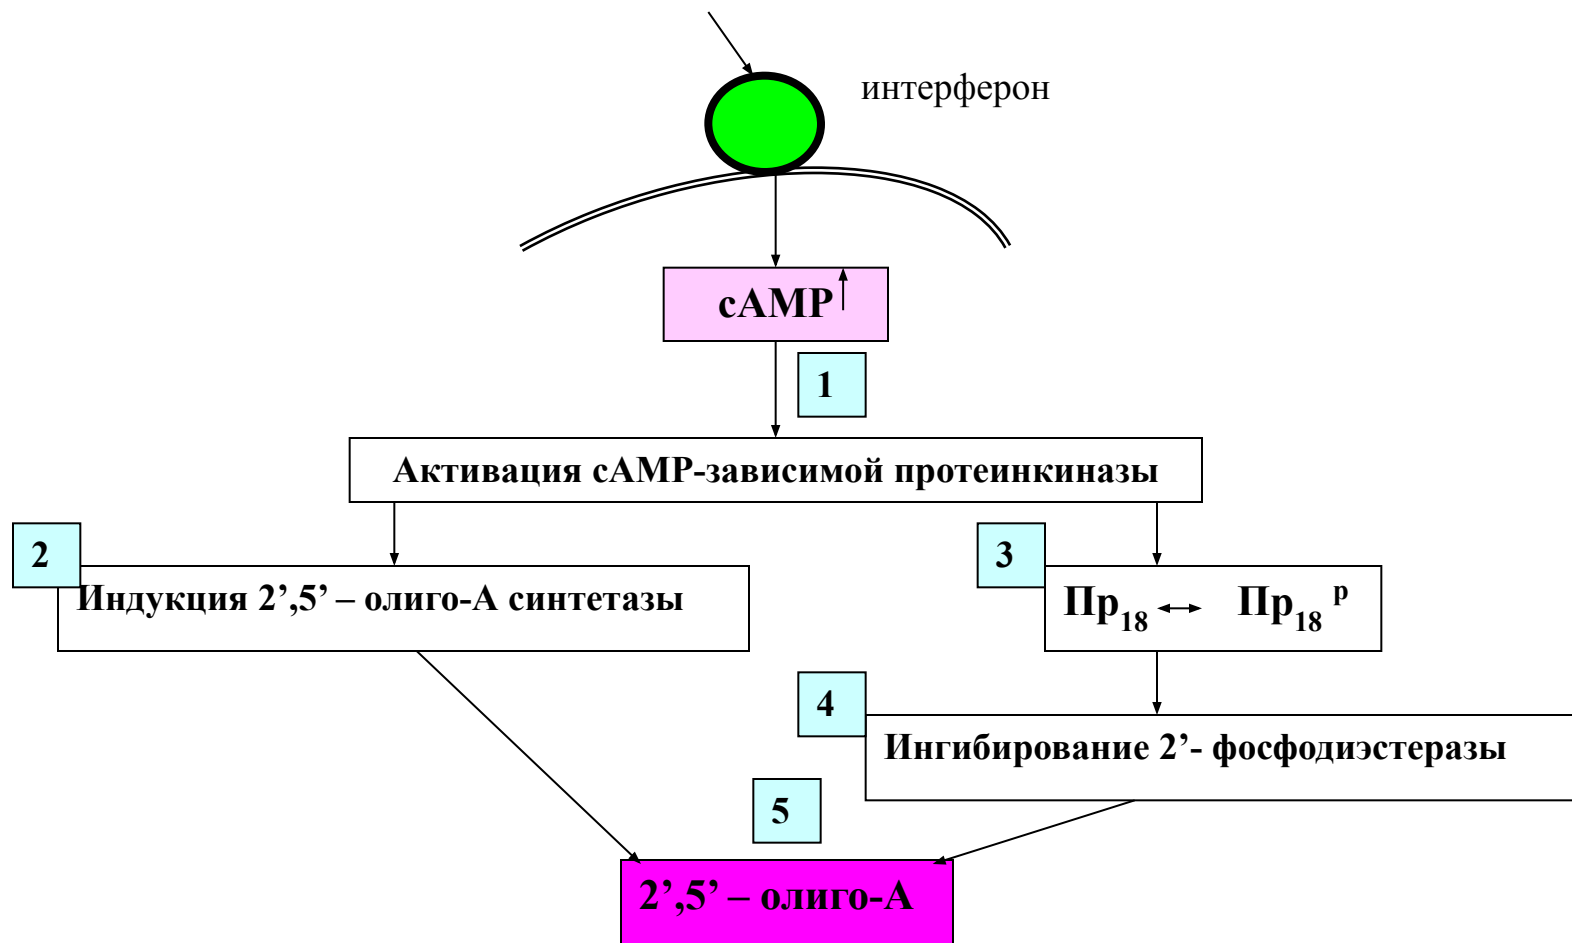 интерферон
cAMP
1
Активация cAMP-зависимой протеинкиназы
2
3
Индукция 2’,5’ – олиго-А синтетазы
Пр18 ↔ Пр18 р
4
Ингибирование 2’- фосфодиэстеразы
5
2’,5’ – олиго-А